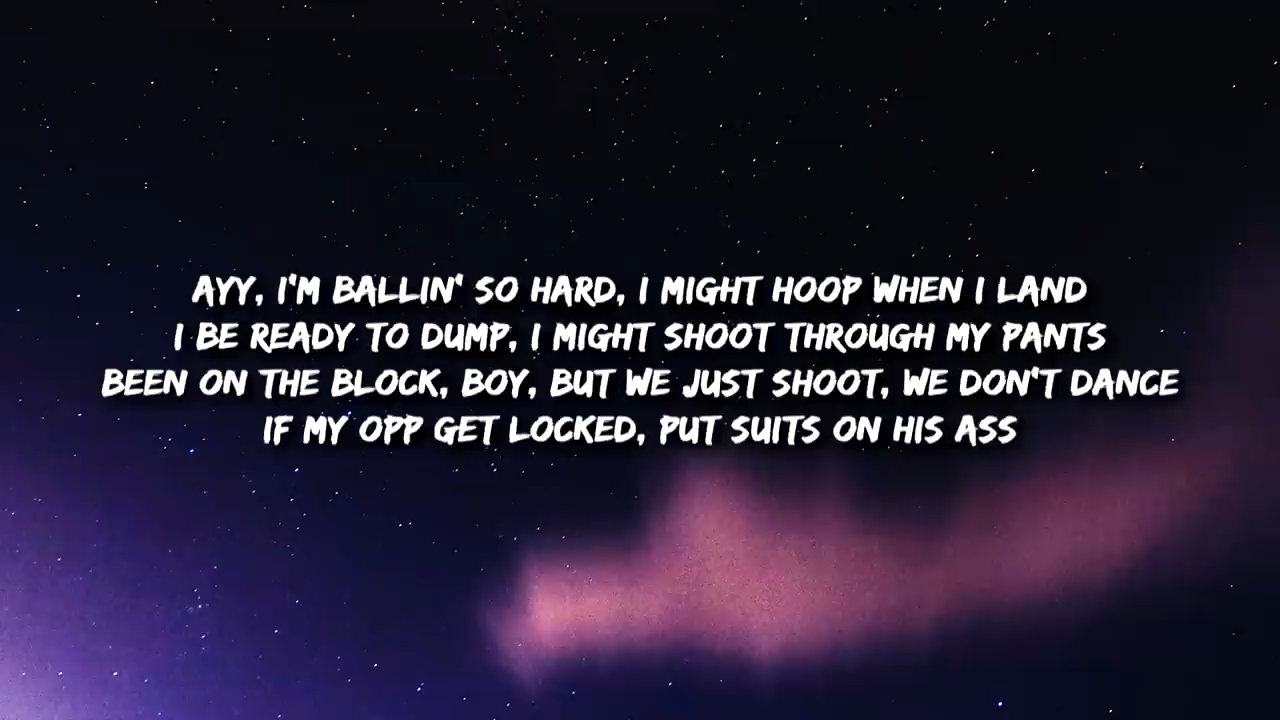 AYY, I'M BALLIN' SO HARD, I MIGHT HOOP WHEN I LAND
I BE READY TO DUMP, I MIGHT SHOOT THROUGH MY PANTS
BEEN ON THE BLOCK, BOY, BUT WE JUST SHOOT, WE DON'T DANCE
IF MY OPP GET LOCKED, PUT SUITS ON HIS ASS